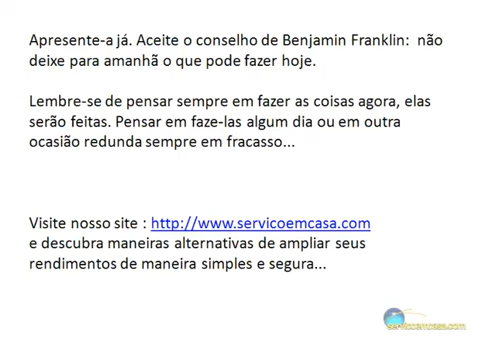 Apresente-a já. Aceite o conselho de Benjamin Franklin:  não
deixe para amanhã o que pode fazer hoje.
Lembre-se de pensar sempre em fazer as coisas agora, elas
serão feitas. Pensar em faze-las algum dia ou em outra
ocasião redunda sempre em fracasso...
Visite nosso site : http://www.servicoemcasa.com
e descubra maneiras alternativas de ampliar seus
rendimentos de maneira simples e segura...
servicoemcasa.com